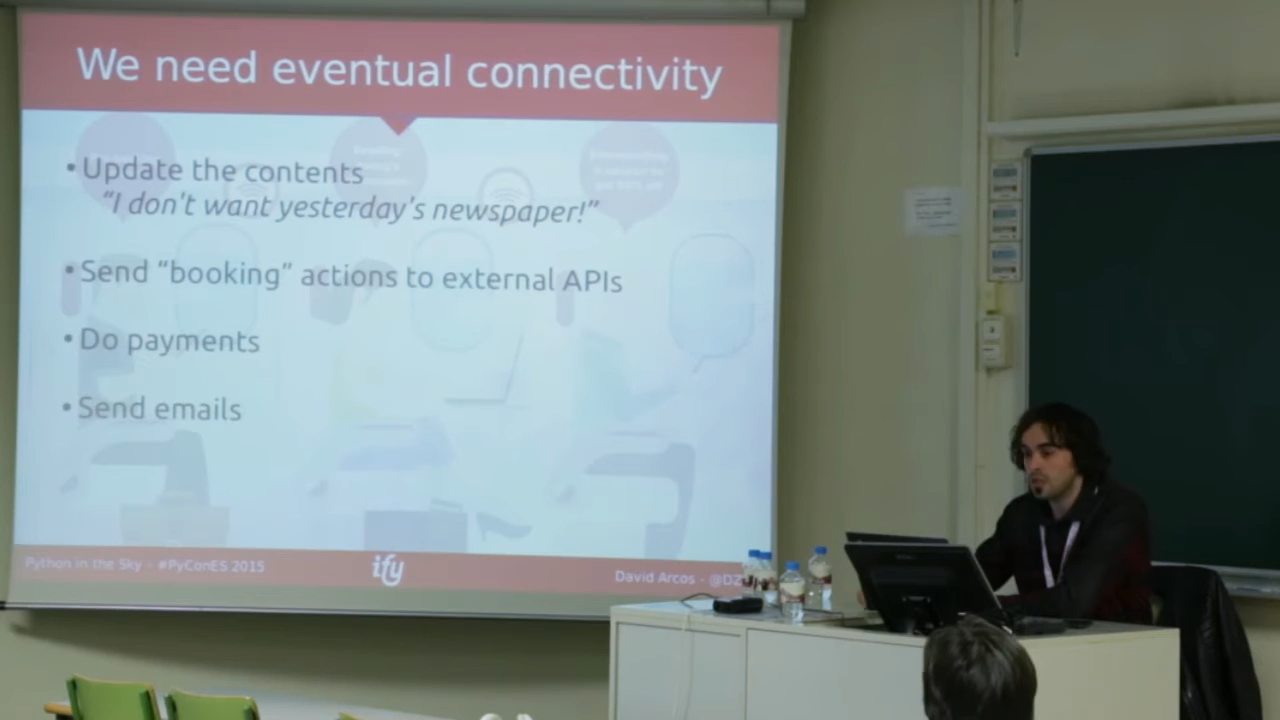 We need eventual connectivity
• Update the contents
“I don't want yesterday's newspaper!”
• Send “booking” actions to external APIs
• Do payments
• Send emails
Python in the Sky - #PyConES 2015
ify
David Arcos - @DZ